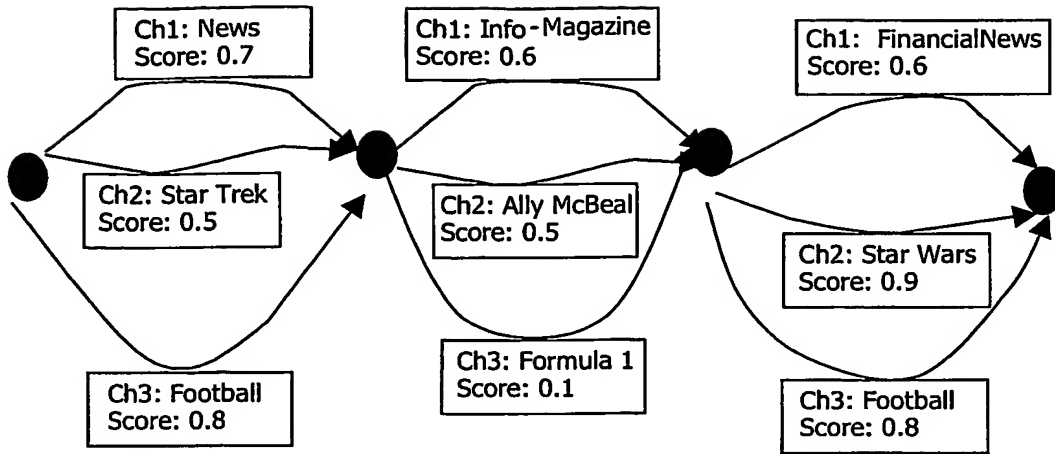 Ch1: News
Score: 0.7
Ch1: Info-Magazine
Score: 0.6
Ch1: FinancialNews
Score: 0.6
Ch2: Star Trek
Score: 0.5
Ch2: Ally McBeal
Score: 0.5
Ch2: Star Wars
Score: 0.9
Ch3: Football
Score: 0.8
Ch3: Formula 1
Score: 0.1
Ch3: Football
Score: 0.8